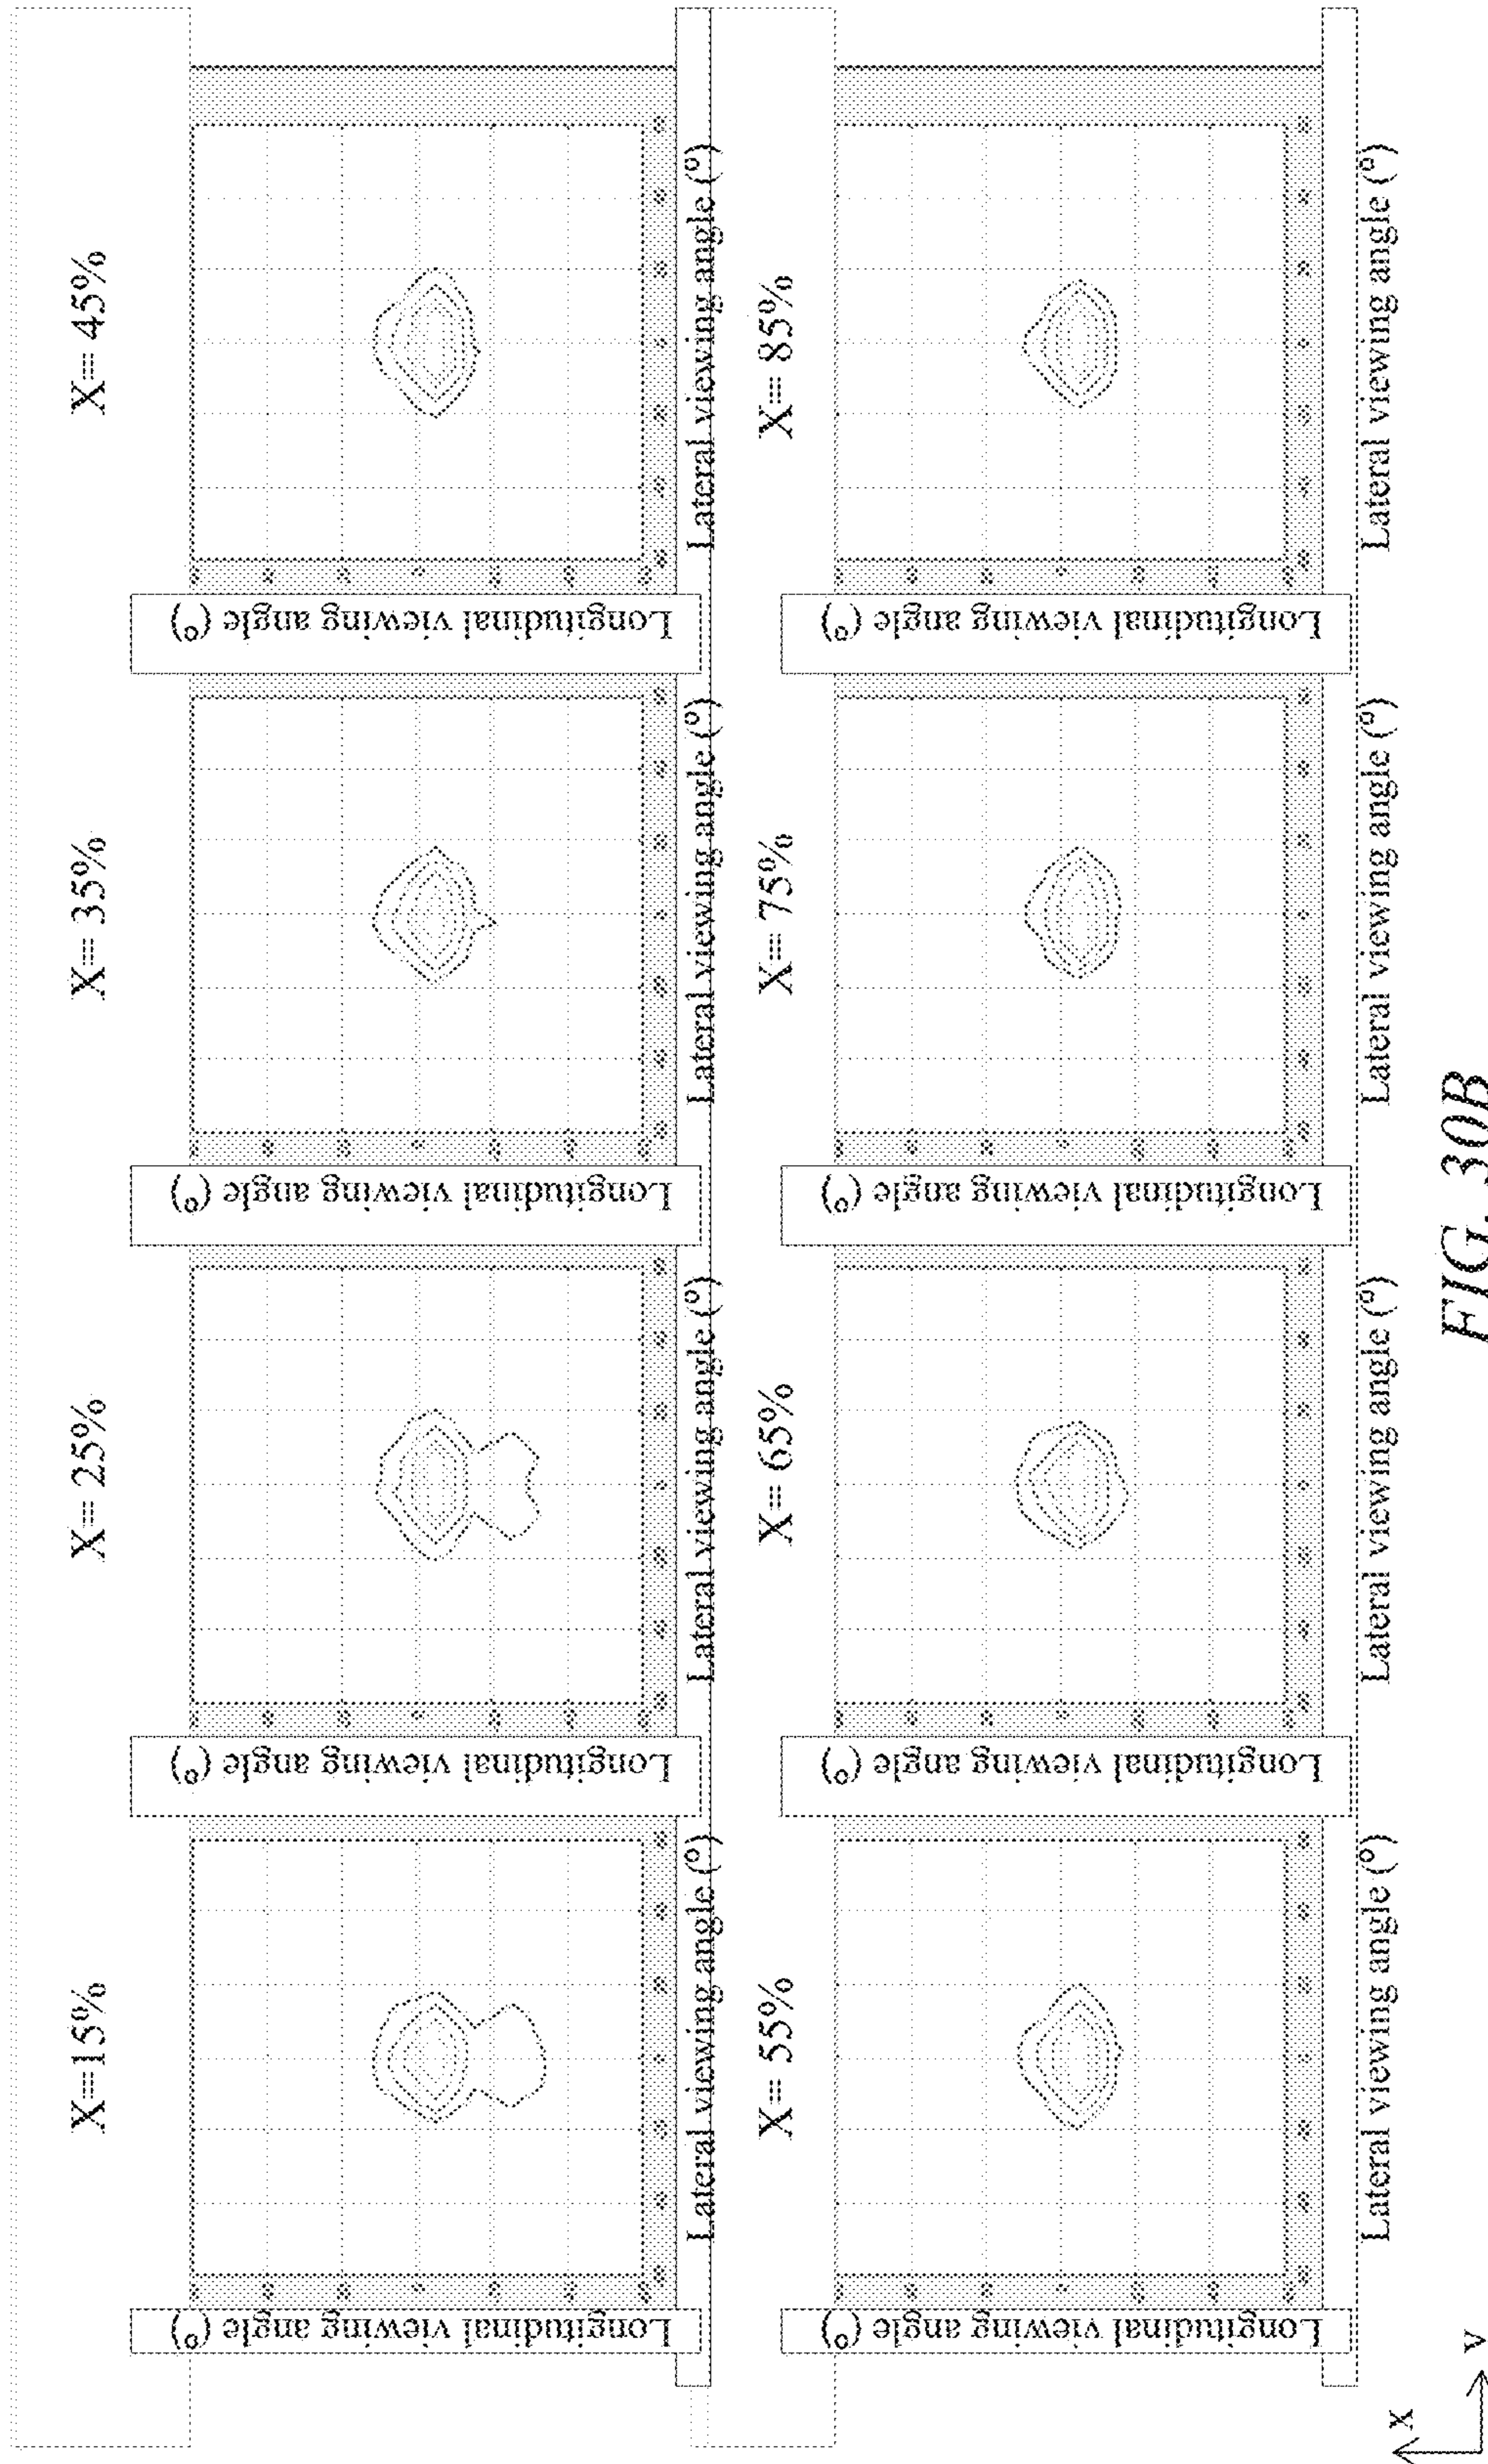 X=15%
X= 25%
X= 35%
X= 45%
Longitudinal viewing angle (º)
Longitudinal viewing angle (º)
Longitudinal viewing angle (º)
Longitudinal viewing angle (º)
Lateral viewing angle (º)
Lateral viewing angle (º)
Lateral viewing angle (º)
Lateral viewing angle (º)
X= 55%
X= 65%
X= 75%
X= 85%
Longitudinal viewing angle (º)
Longitudinal viewing angle (º)
Longitudinal viewing angle (º)
Longitudinal viewing angle (º)
Lateral viewing angle (º)
Lateral viewing angle (º)
Lateral viewing angle (º)
Lateral viewing angle (º)
x
FIG. 30B